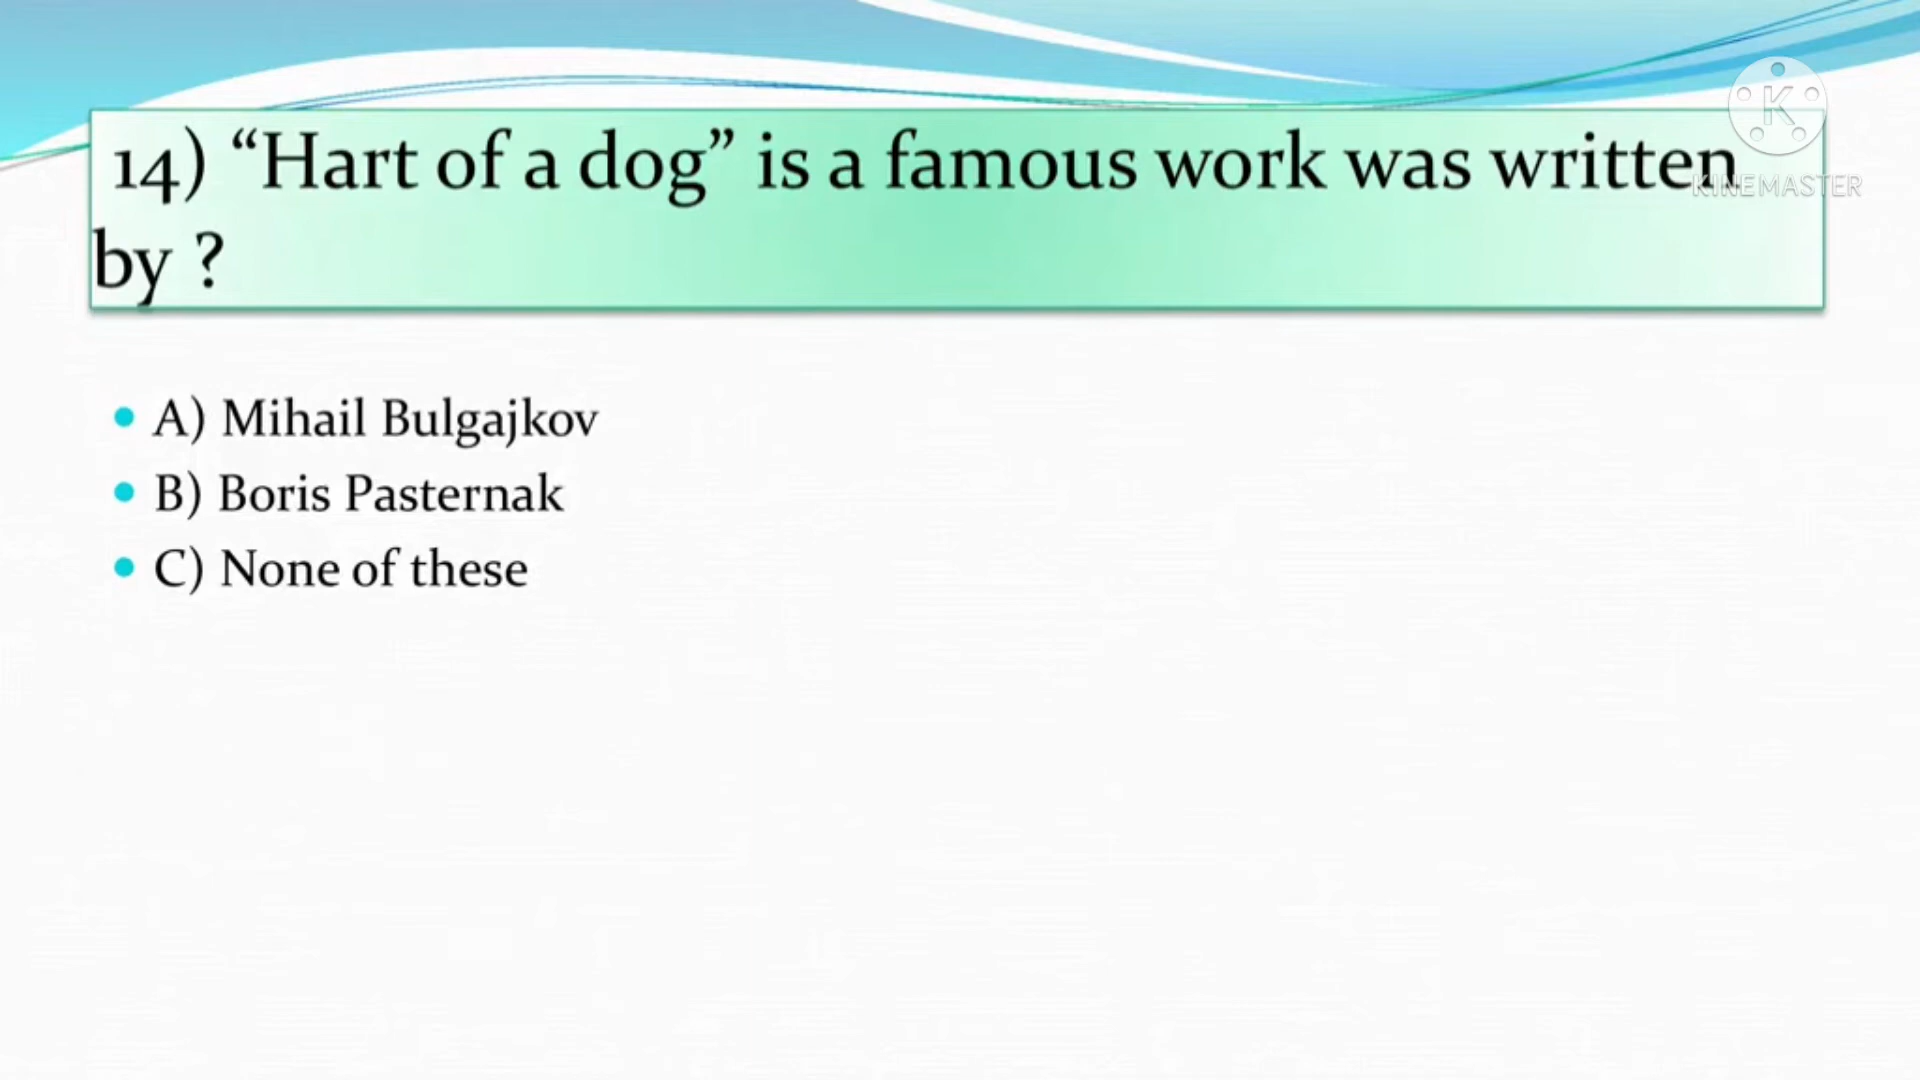 14) “Hart of a dog” is a famous work was written
by ?
K
KINEMASTER
A) Mihail Bulgajkov
B) Boris Pasternak
C) None of these